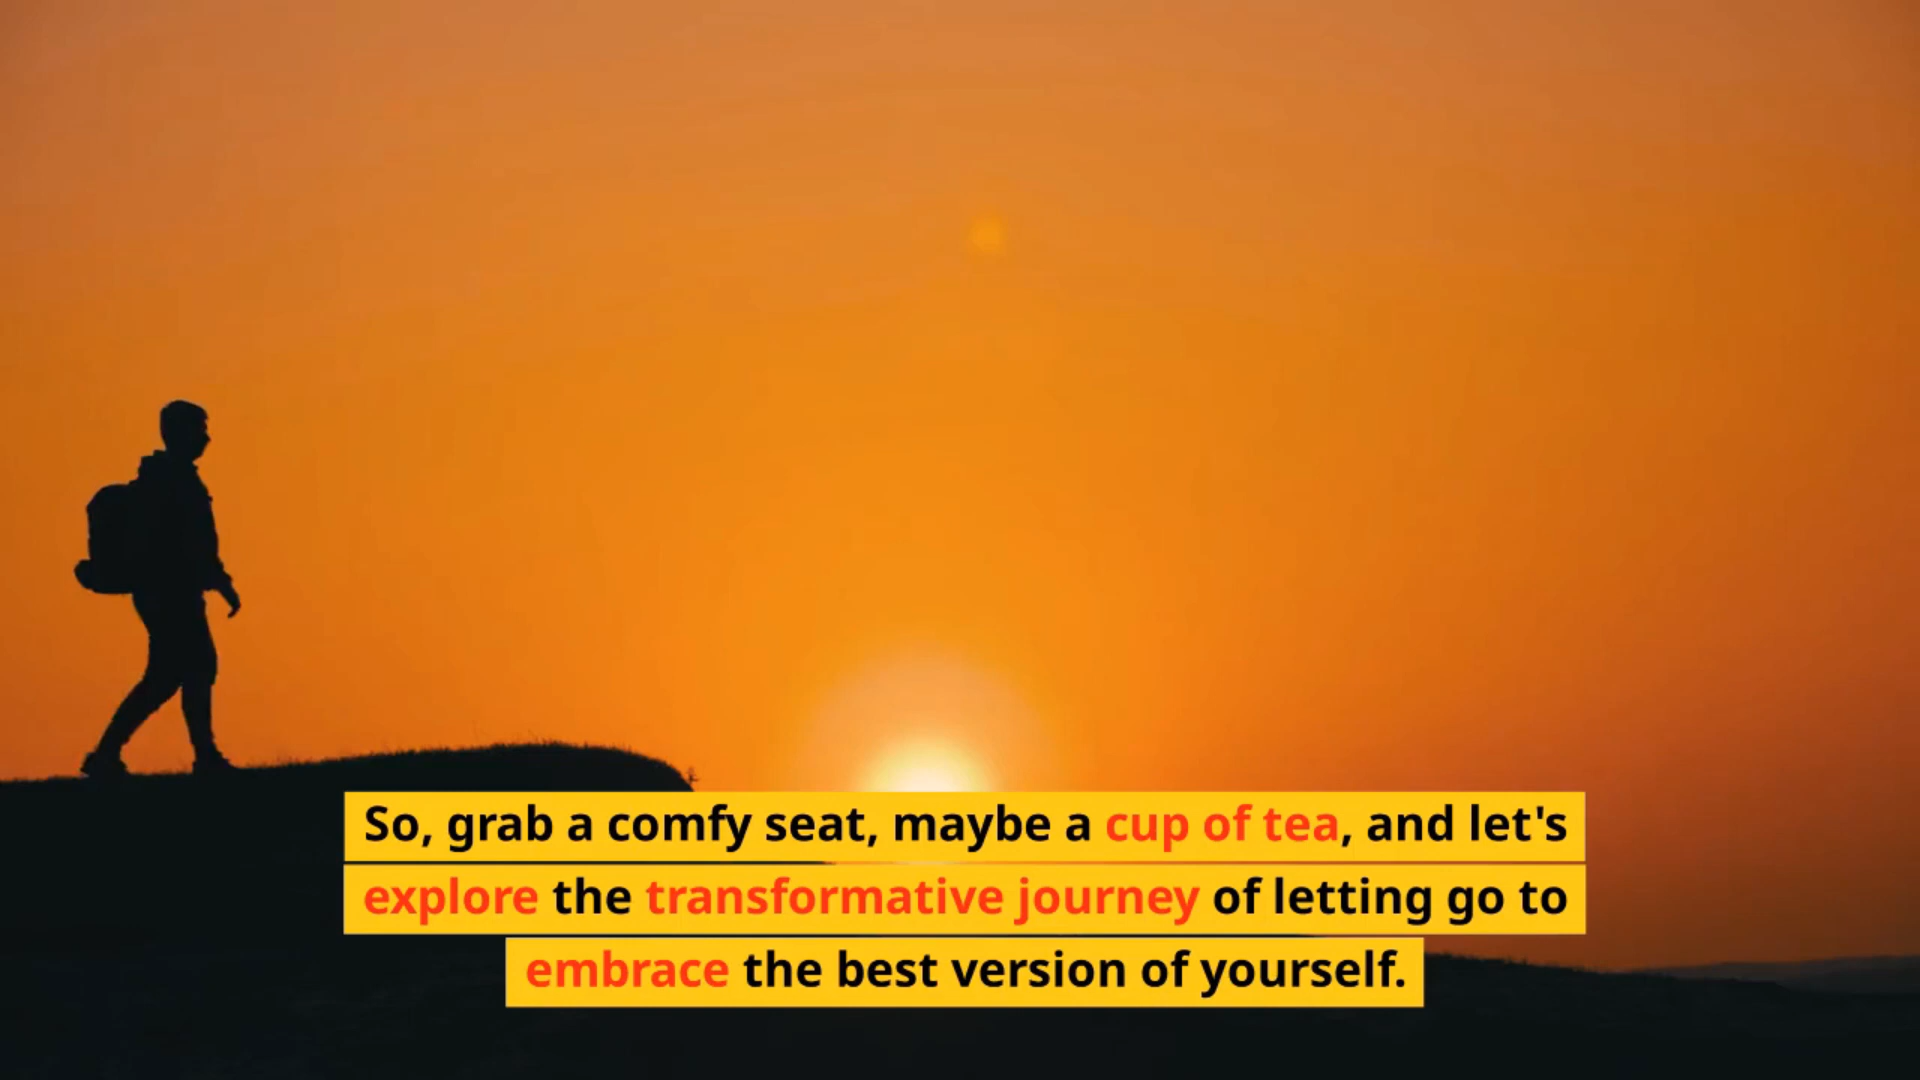 So, grab a comfy seat, maybe a cup of tea, and let's
explore the transformative journey of letting go to
embrace the best version of yourself.